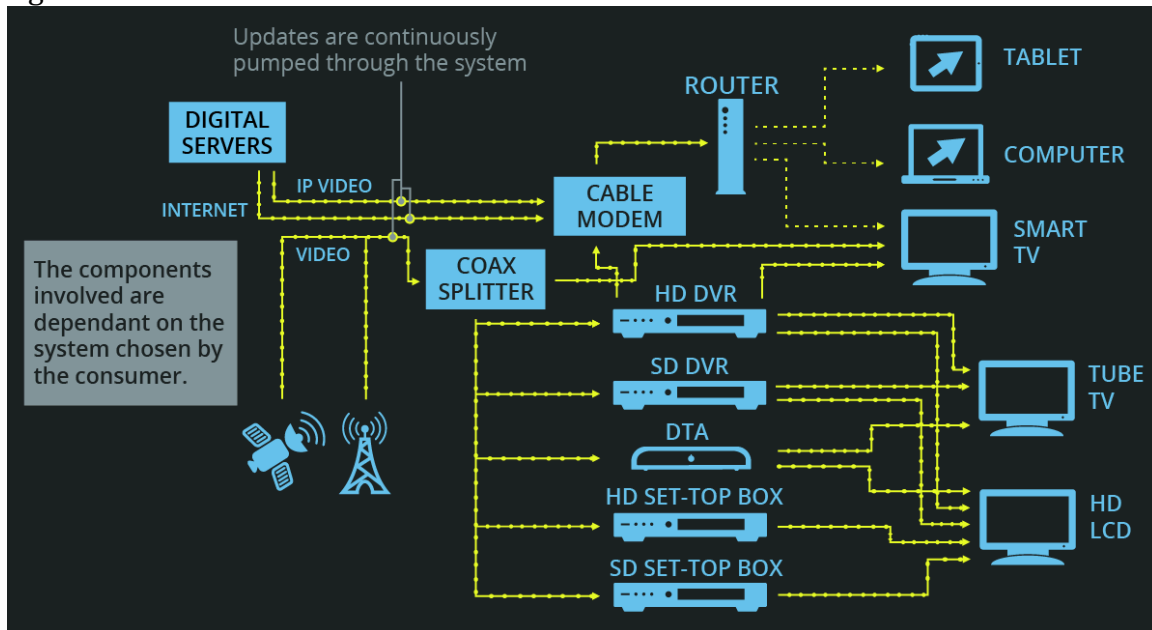 Updates are continuously
pumped through the system
DIGITAL
SERVERS
IP VIDEO
INTERNET
VIDEO
The components
involved are
dependant on the
system chosen by
the consumer.
COAX
SPLITTER
CABLE
MODEM
ROUTER
TABLET
COMPUTER
SMART
TV
HD DVR
SD DVR
DTA
HD SET-TOP BOX
SD SET-TOP BOX
TUBE
TV
HD
LCD